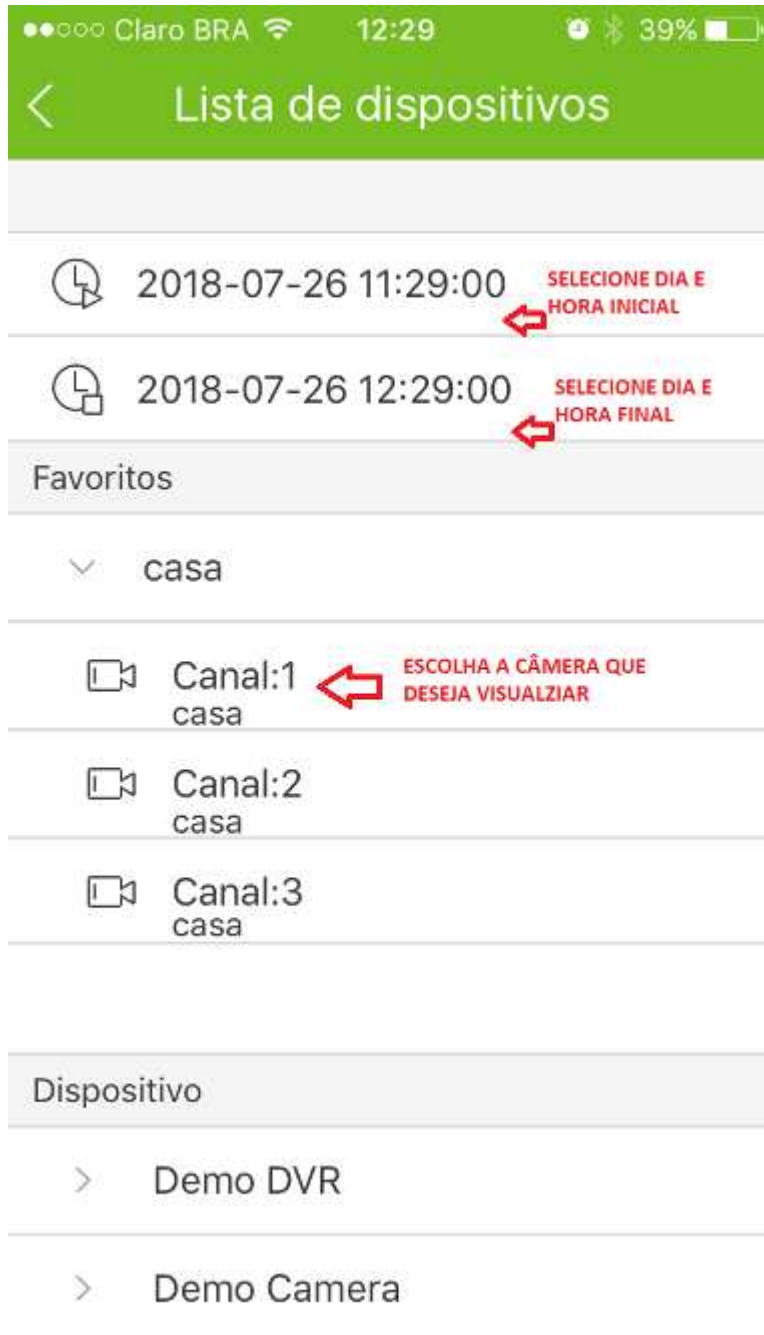 Claro BRA 12:29 39%
Lista de dispositivos
2018-07-26 11:29:00
SELECIONE DIA E
HORA INICIAL
2018-07-26 12:29:00
SELECIONE DIA E
HORA FINAL
Favoritos
casa
Canal:1
casa
ESCOLHA A CÂMERA QUE
DESEJA VISUALZIAR
Canal:2
casa
Canal:3
casa
Dispositivo
Demo DVR
Demo Camera